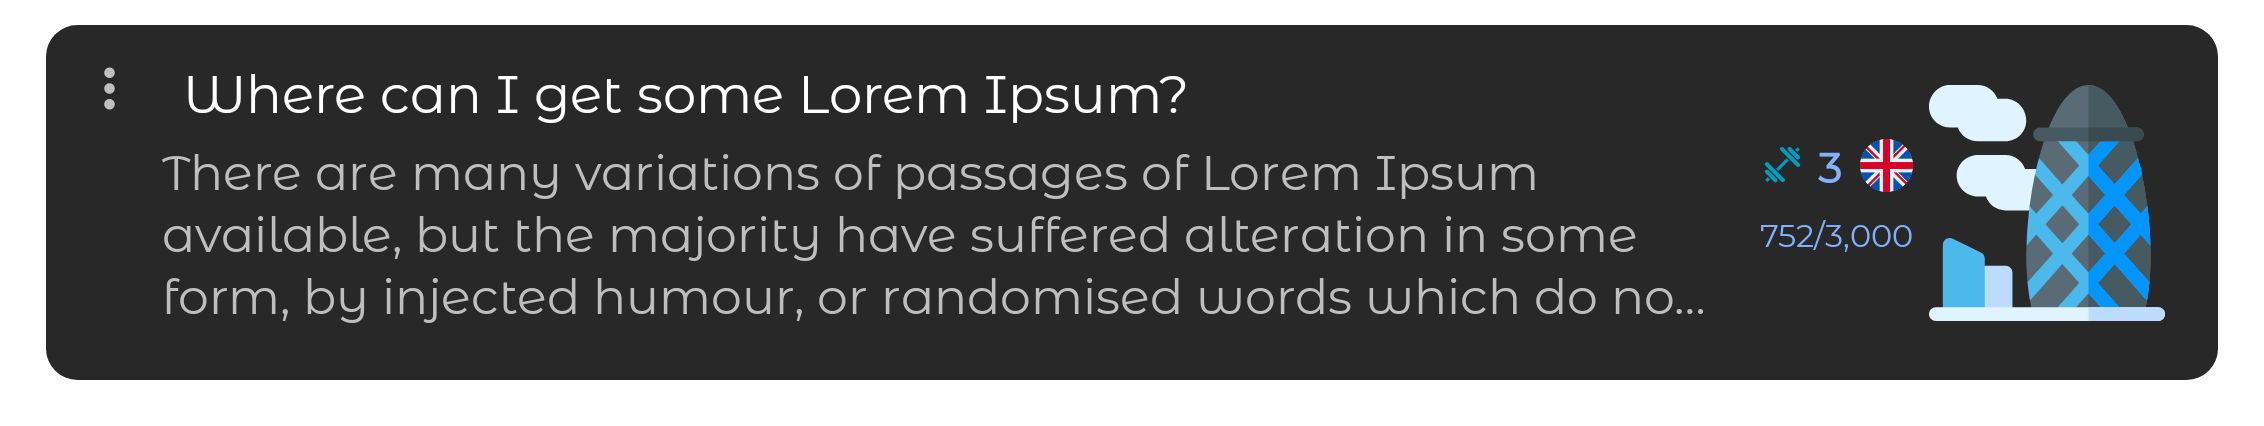 Where can I get some Lorem Ipsum?
There are many variations of passages of Lorem Ipsum
available, but the majority have suffered alteration in some
form, by injected humour, or randomised words which do no...
3
752/3,000